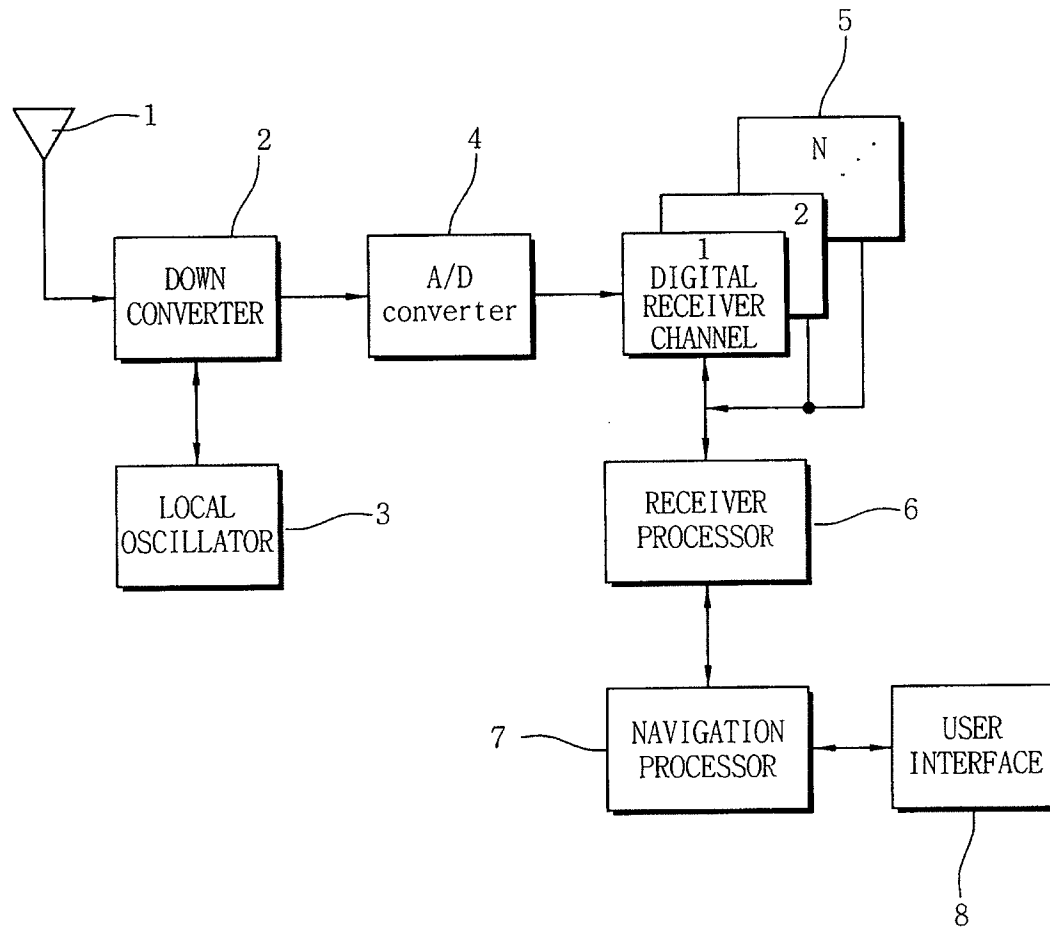 5
1
N
2
4
2
DOWN
CONVERTER
A/D
converter
1
DIGITAL
RECEIVER
CHANNEL
LOCAL
OSCILLATOR
3
RECEIVER
PROCESSOR
6
7
NAVIGATION
PROCESSOR
USER
INTERFACE
8